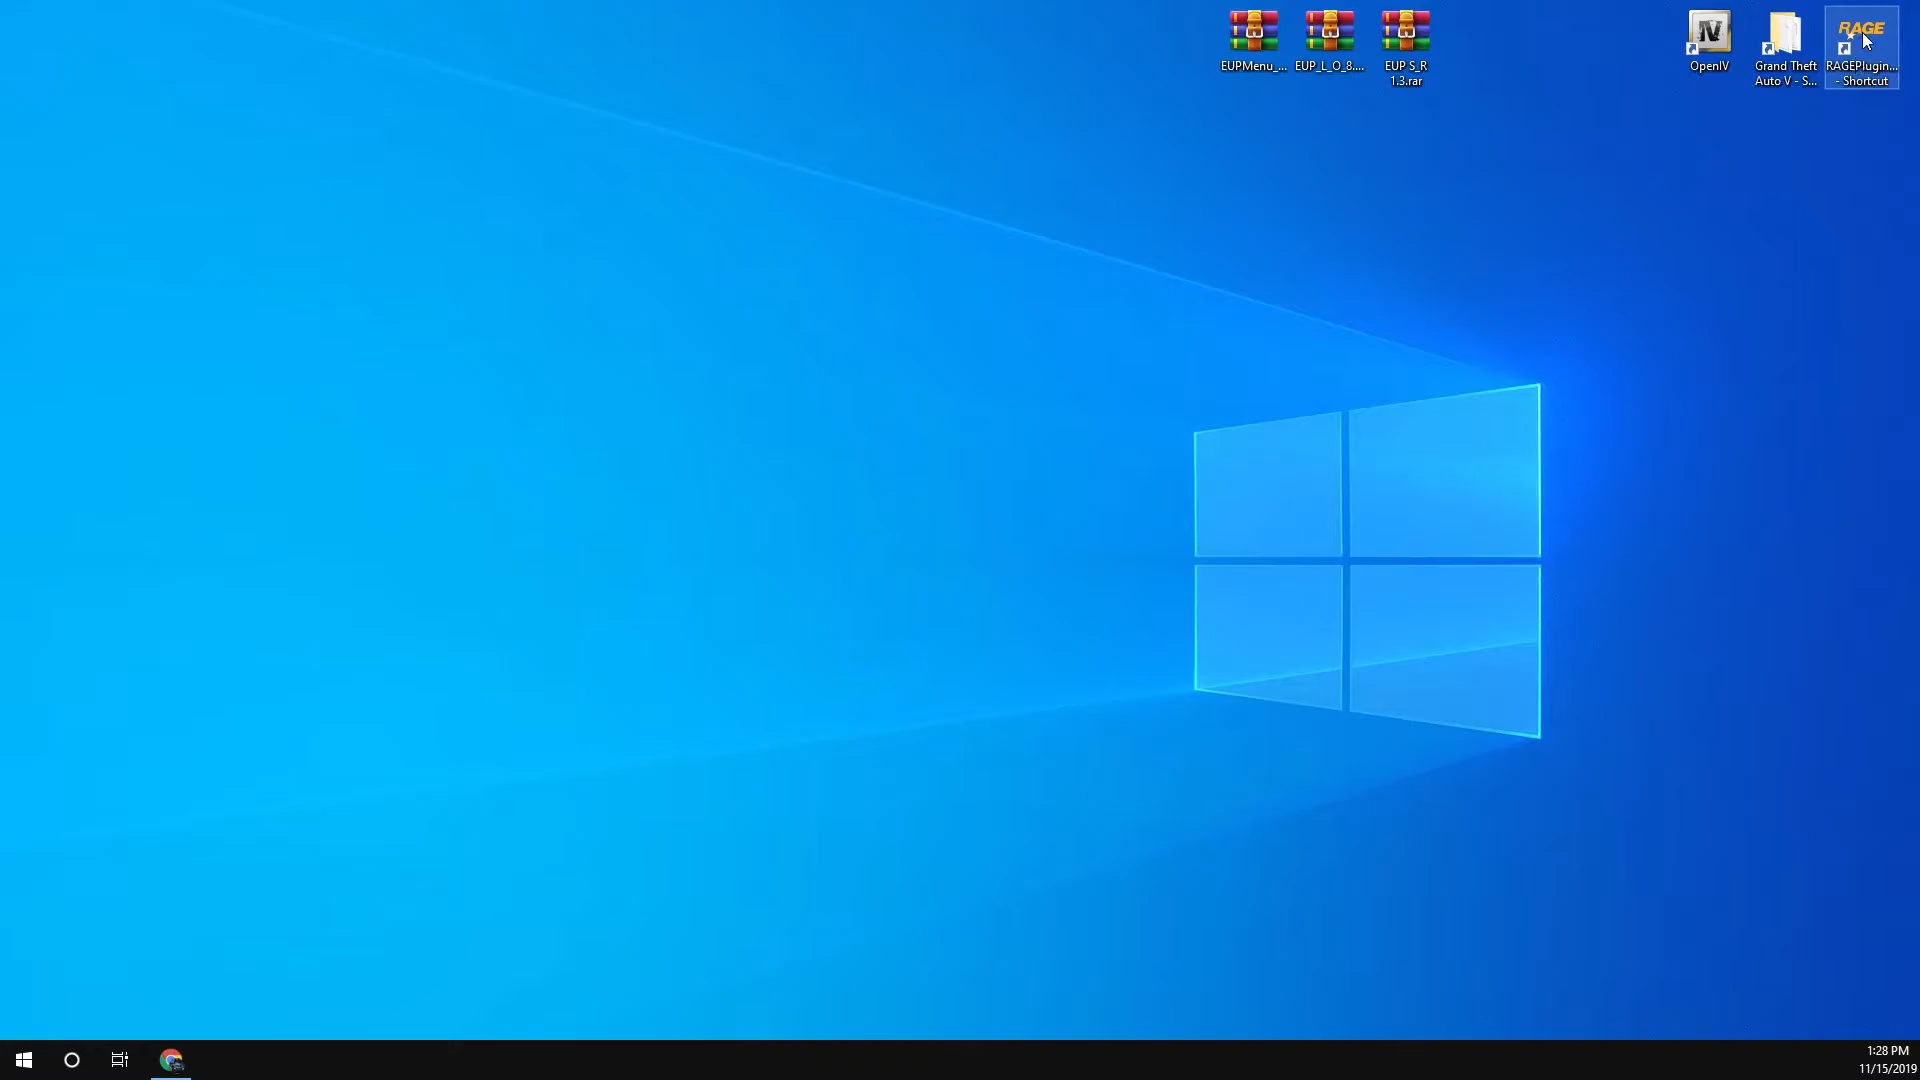 EUPMenu_...
EUP_L_O_8....
EUP S_R
1.3.rar
OpenIV
Grand Theft
Auto V - S...
RAGE
RAGEPlugin...
- Shortcut
1:28 PM
11/15/2019